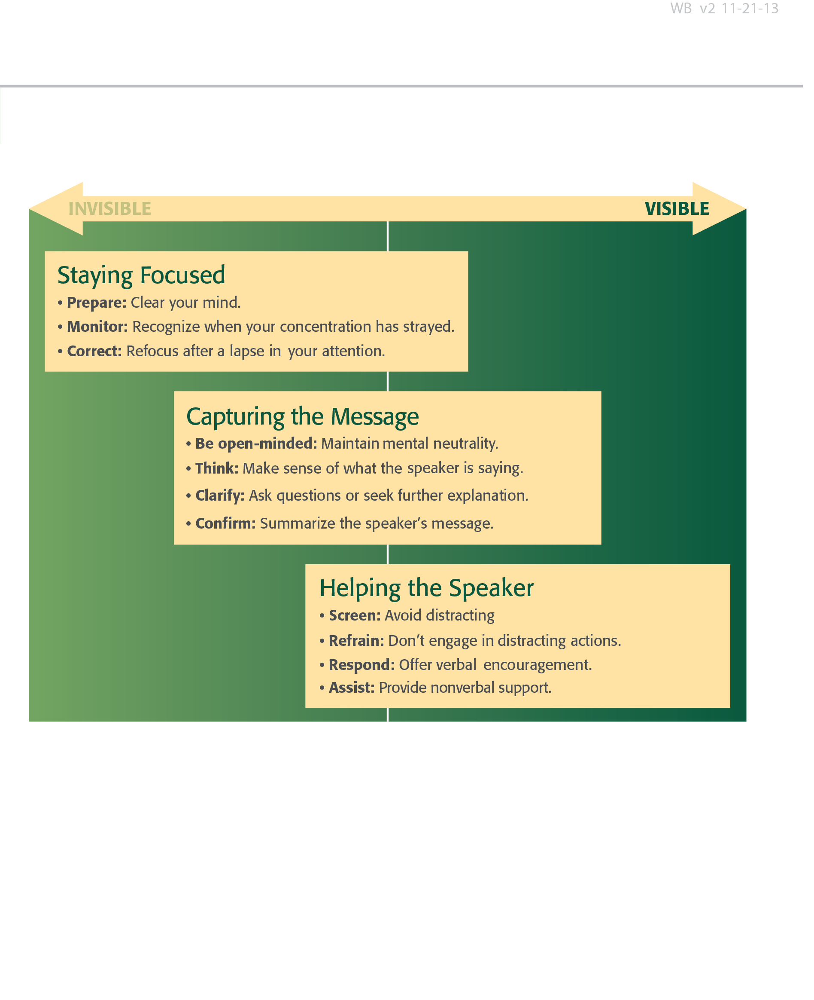 WB v2 11-21-13
INVISIBLE
VISIBLE
Staying Focused
• Prepare: Clear your mind.
• Monitor: Recognize when your concentration has strayed.
• Correct: Refocus after a lapse in your attention.
Capturing the Message
• Be open-minded: Maintain mental neutrality.
• Think: Make sense of what the speaker is saying.
• Clarify: Ask questions or seek further explanation.
• Confirm: Summarize the speaker’s message.
Helping the Speaker
• Screen: Avoid distracting
• Refrain: Don’t engage in distracting actions.
• Respond: Offer verbal encouragement.
• Assist: Provide nonverbal support.